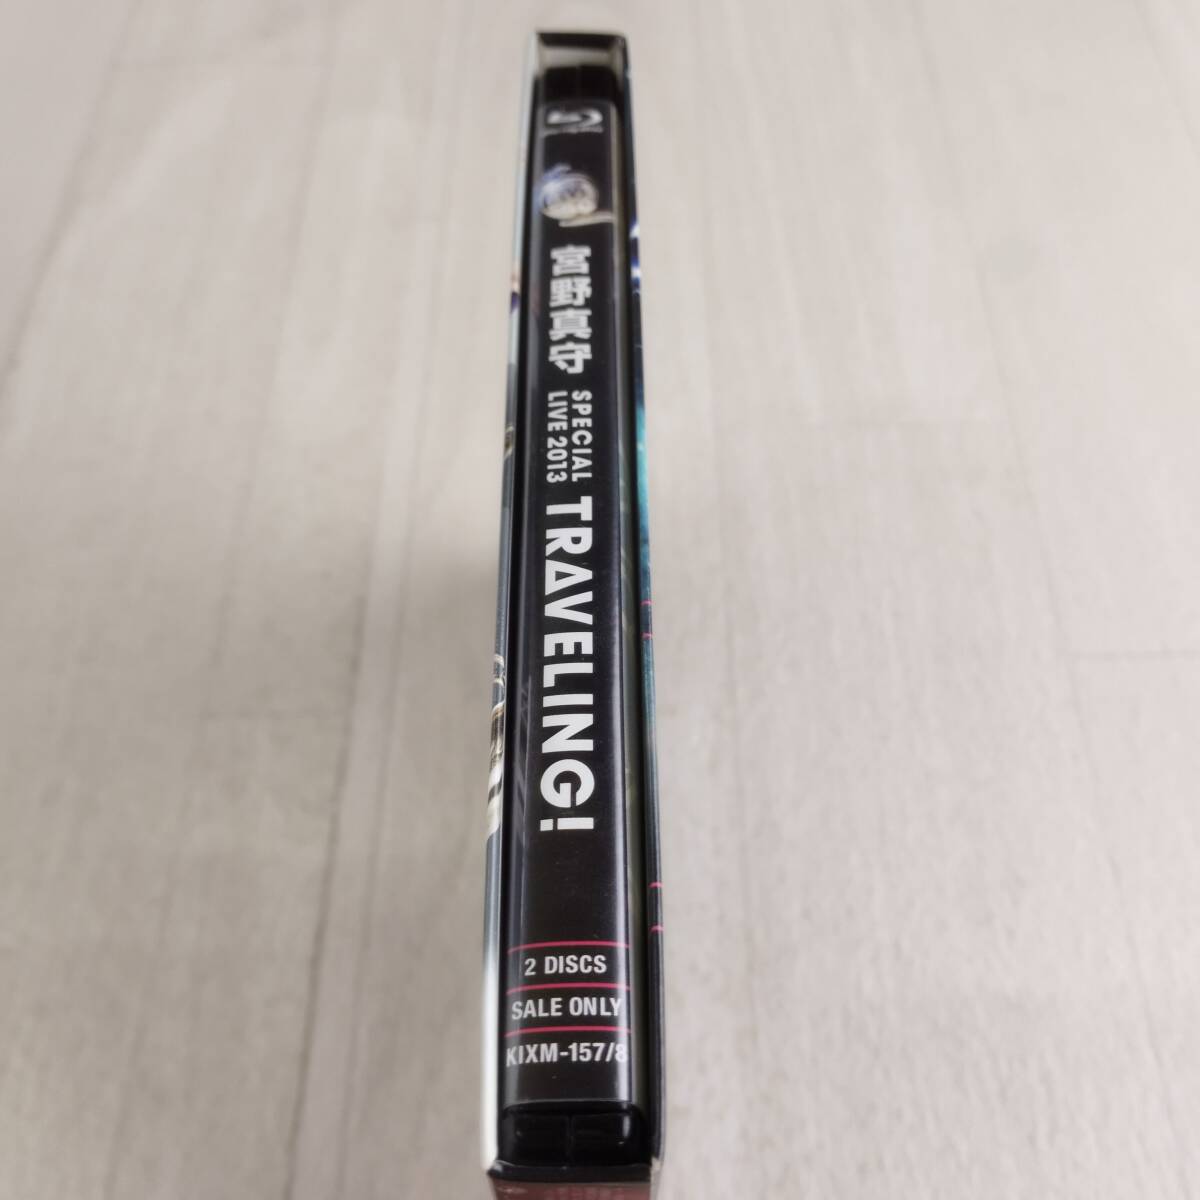 宮野真守
SPECIAL
LIVE 2013
TRAVELING!
2 DISCS
SALE ONLY
KIXM-157/8